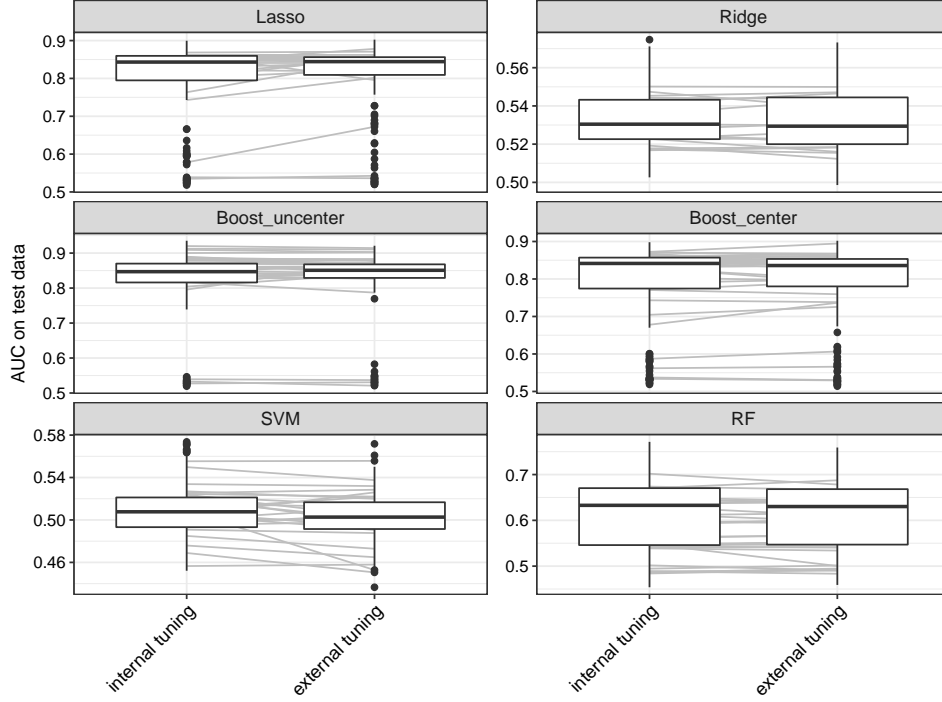 Lasso
Ridge
0.9
0.8
0.7
0.6
0.5
0.56
0.54
0.52
0.50
Boost_uncenter
Boost_center
0.9
0.8
0.7
0.6
0.5
0.9
0.8
0.7
0.6
0.5
AUC on test data
SVM
RF
0.58
0.54
0.50
0.46
0.7
0.6
0.5
internal tuning
external tuning
internal tuning
external tuning